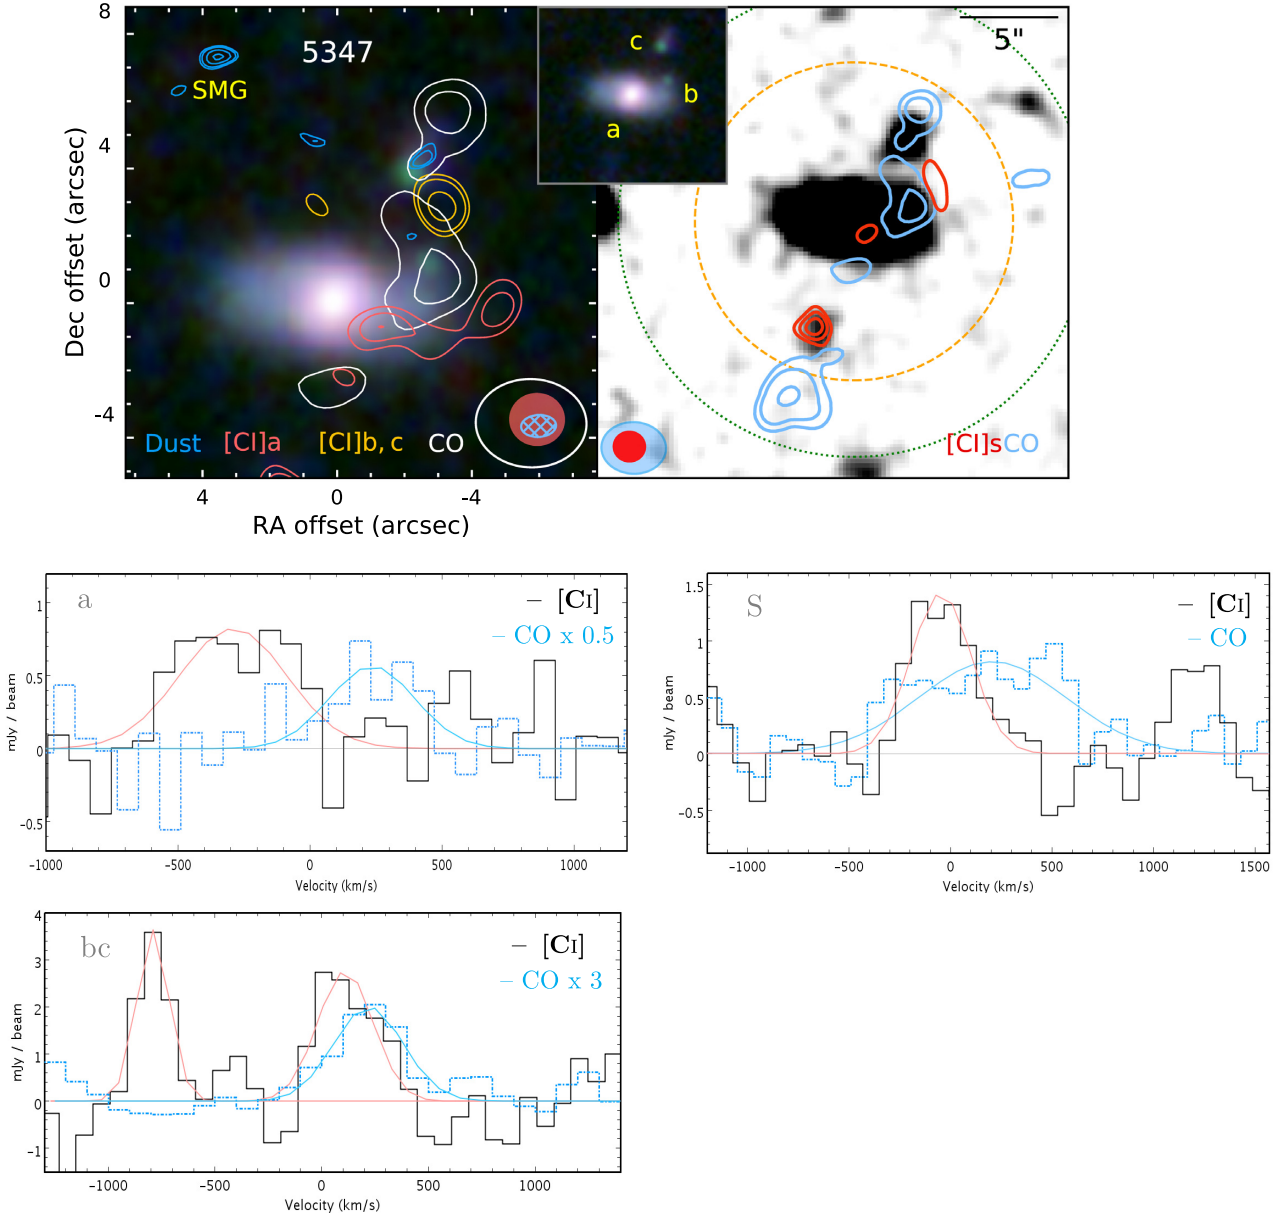 8
4
0
-4
Dec offset (arcsec)
5347
SMG
Dust [CI]a [CI]b, c CO
4 0 -4
RA offset (arcsec)
c
b
a
5"
[CI]sCO
a
— [CI]
– CO x 0.5
1
0.5
0
-0.5
mJy / beam
-1000 -500 0 500 1000
Velocity (km/s)
S
— [CI]
– CO
1.5
1
0.5
0
-0.5
mJy / beam
-1000 -500 0 500 1000 1500
Velocity (km/s)
bc
— [CI]
– CO x 3
4
3
2
1
0
-1
mJy / beam
-1000 -500 0 500 1000
Velocity (km/s)